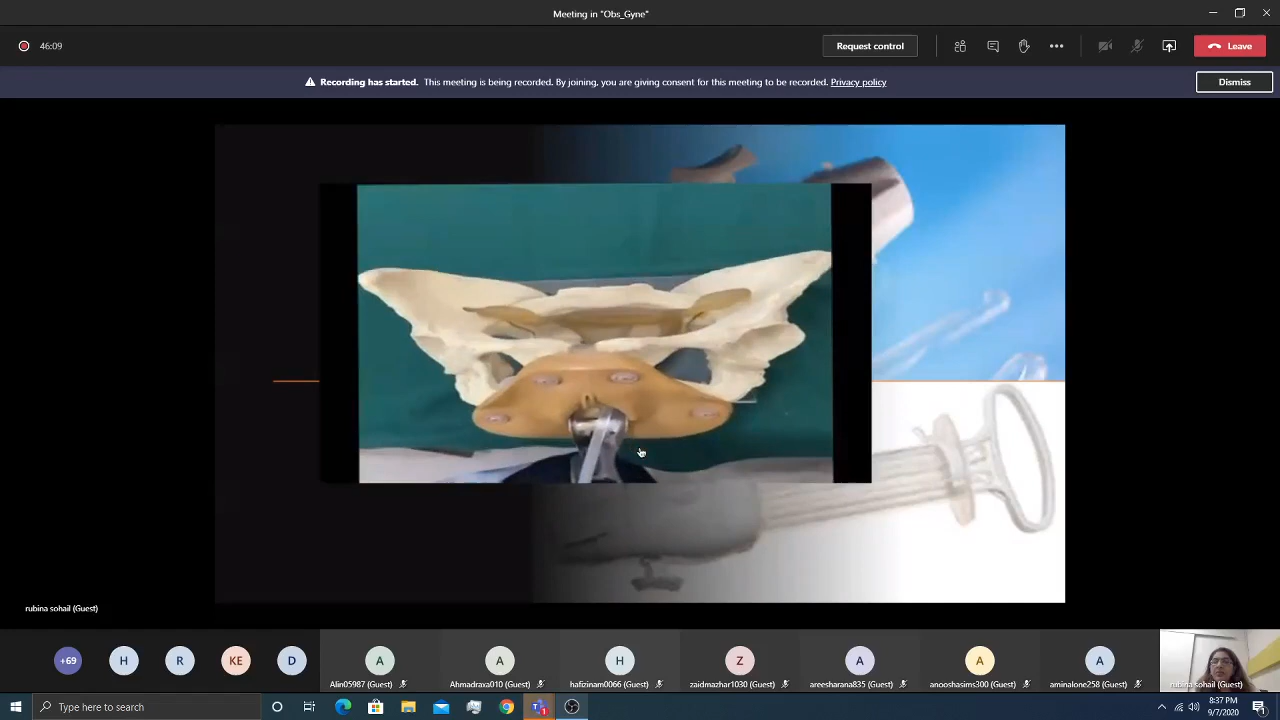 Meeting in "Obs_Gyne"
46:09
Request control
Leave
Recording has started. This meeting is being recorded. By joining, you are giving consent for this meeting to be recorded. Privacy policy
Dismiss
rubina sohail (Guest)
+69
H
R
KE
D
A
A
H
Z
A
A
A
Alin05987 (Guest)
Ahmadraxa010 (Guest)
hafizinam0066 (Guest)
zaidmazhar1030 (Guest)
areesharana835 (Guest)
anooshasims300 (Guest)
aminalone258 (Guest)
rubina sohail (Guest)
Type here to search
8:37 PM
9/7/2020